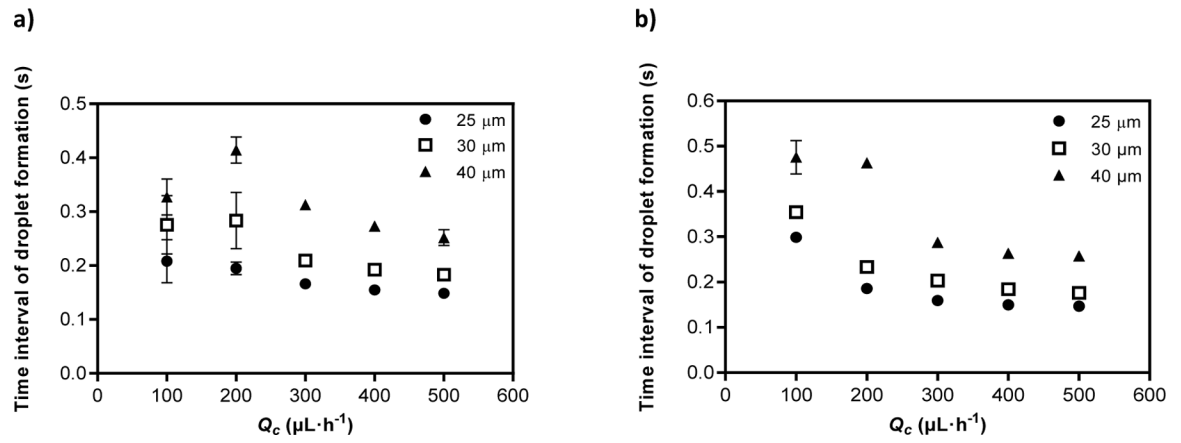 a)
Time interval of droplet formation (s)
0.5
0.4
0.3
0.2
0.1
0.0
0 100 200 300 400 500 600
Q_c (µL·h⁻¹)
25 µm
30 µm
40 µm
b)
Time interval of droplet formation (s)
0.6
0.5
0.4
0.3
0.2
0.1
0.0
0 100 200 300 400 500 600
Q_c (µL·h⁻¹)
25 µm
30 µm
40 µm